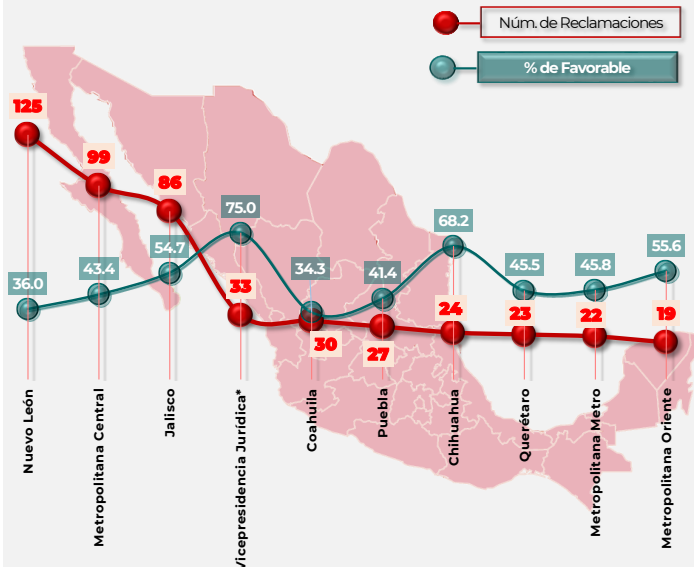 Núm. de Reclamaciones
% de Favorable
125
99
86
75.0
68.2
54.7
55.6
43.4
36.0
34.3
41.4
45.5
45.8
33
30
27
24
23
22
19
Nuevo León
Metropolitana Central
Jalisco
Vicepresidencia Jurídica*
Coahuila
Puebla
Chihuahua
Querétaro
Metropolitana Metro
Metropolitana Oriente